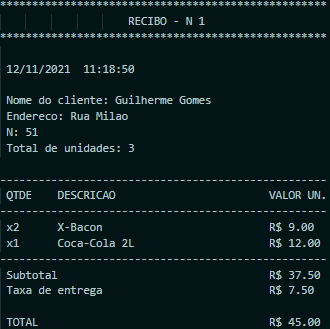 ****************************************************
RECIBO - N 1
****************************************************
12/11/2021 11:18:50
Nome do cliente: Guilherme Gomes
Endereco: Rua Milao
N: 51
Total de unidades: 3
----------------------------------------------------
QTDE DESCRICAO VALOR UN.
----------------------------------------------------
x2 X-Bacon R$ 9.00
x1 Coca-Cola 2L R$ 12.00
----------------------------------------------------
Subtotal R$ 37.50
Taxa de entrega R$ 7.50
TOTAL R$ 45.00